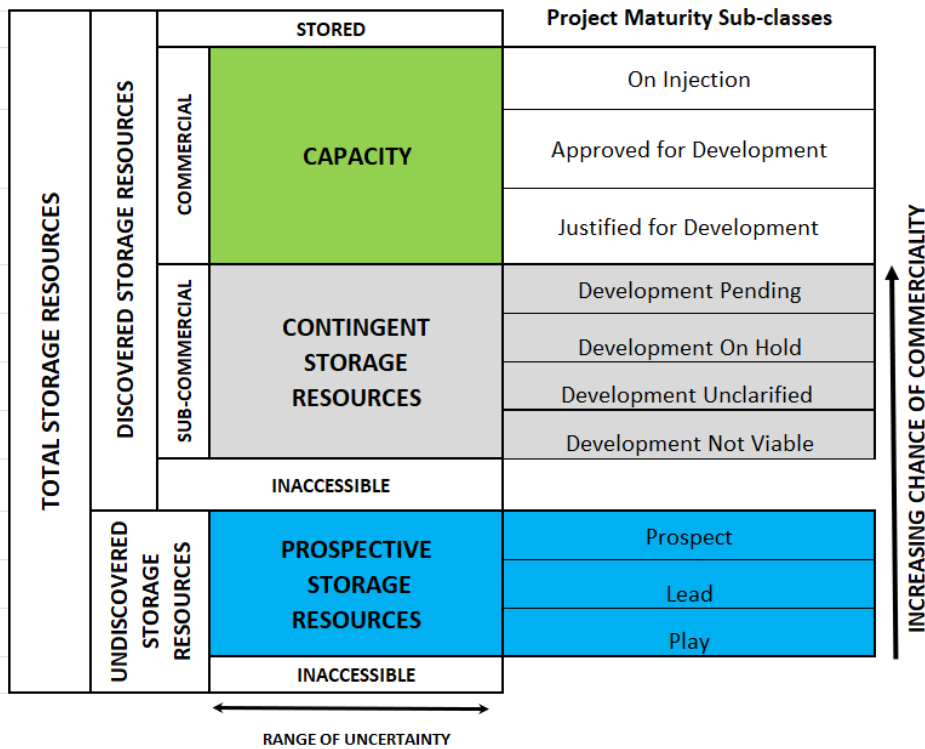 Project Maturity Sub-classes
STORED
TOTAL STORAGE RESOURCES
DISCOVERED STORAGE RESOURCES
COMMERCIAL
CAPACITY
On Injection
Approved for Development
Justified for Development
SUB-COMMERCIAL
CONTINGENT
STORAGE
RESOURCES
Development Pending
Development On Hold
Development Unclarified
Development Not Viable
INACCESSIBLE
UNDISCOVERED
STORAGE
RESOURCES
PROSPECTIVE
STORAGE
RESOURCES
Prospect
Lead
Play
INACCESSIBLE
INCREASING CHANCE OF COMMERCIALITY
RANGE OF UNCERTAINTY